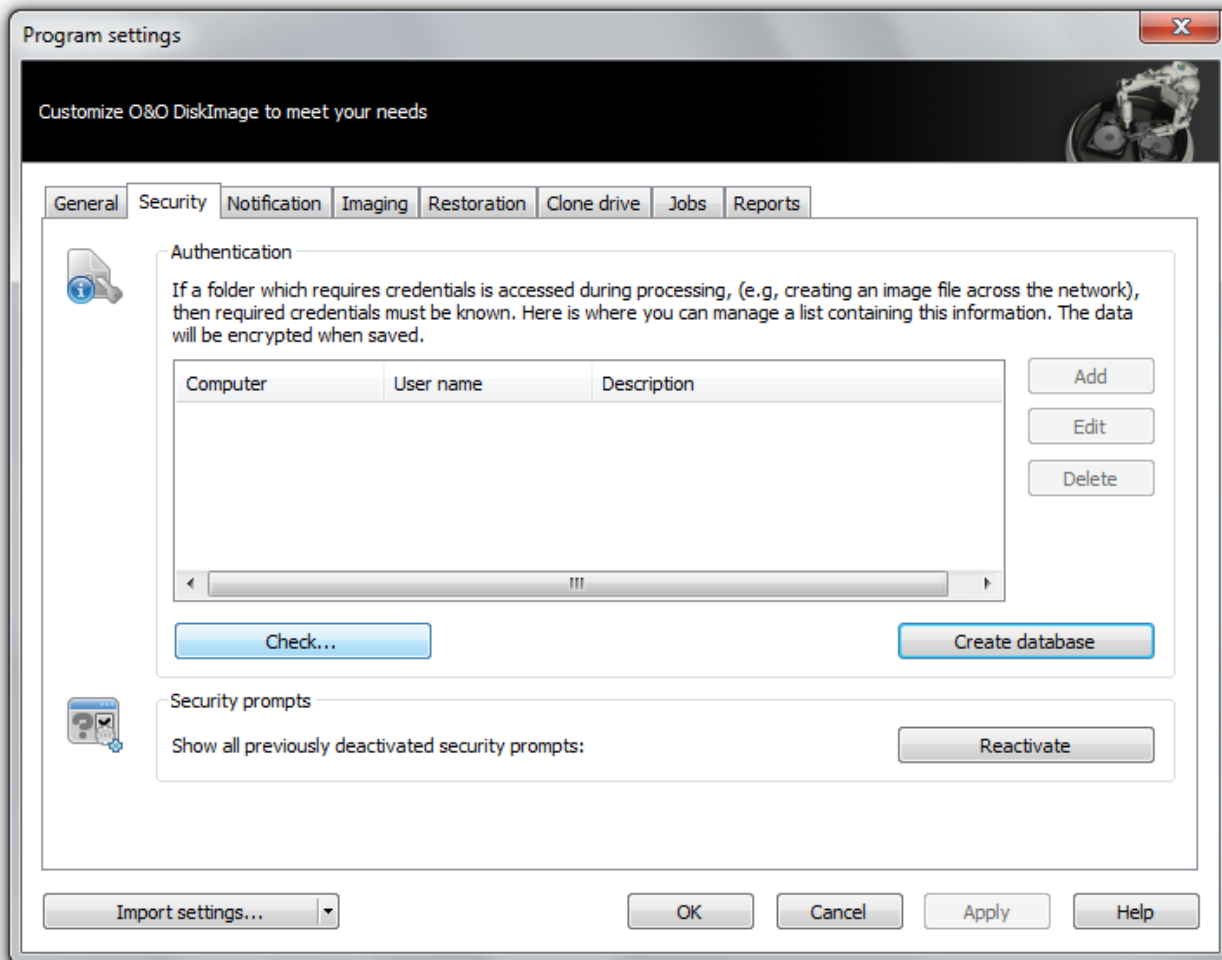 Program settings
Customize O&O DiskImage to meet your needs
General Security Notification Imaging Restoration Clone drive Jobs Reports
Authentication
If a folder which requires credentials is accessed during processing, (e.g, creating an image file across the network),
then required credentials must be known. Here is where you can manage a list containing this information. The data
will be encrypted when saved.
Computer User name Description
Add
Edit
Delete
Check... Create database
Security prompts
Show all previously deactivated security prompts: Reactivate
Import settings... OK Cancel Apply Help